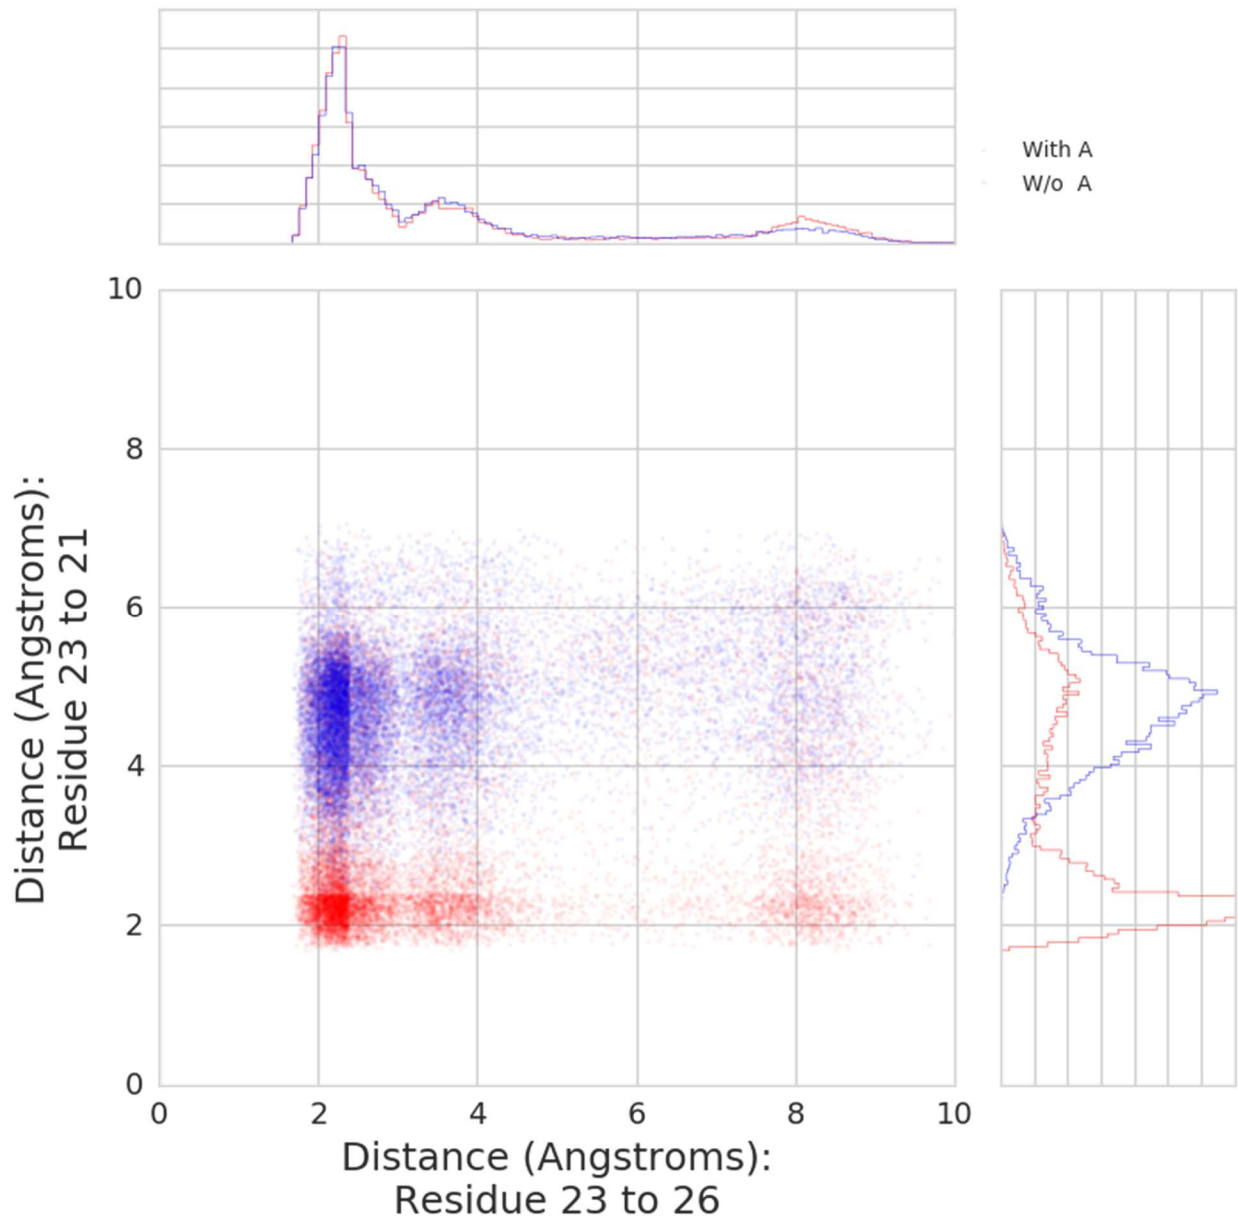 With A
W/o A
10
8
6
4
2
0
0 2 4 6 8 10
Distance (Angstroms):
Residue 23 to 21
Distance (Angstroms):
Residue 23 to 26